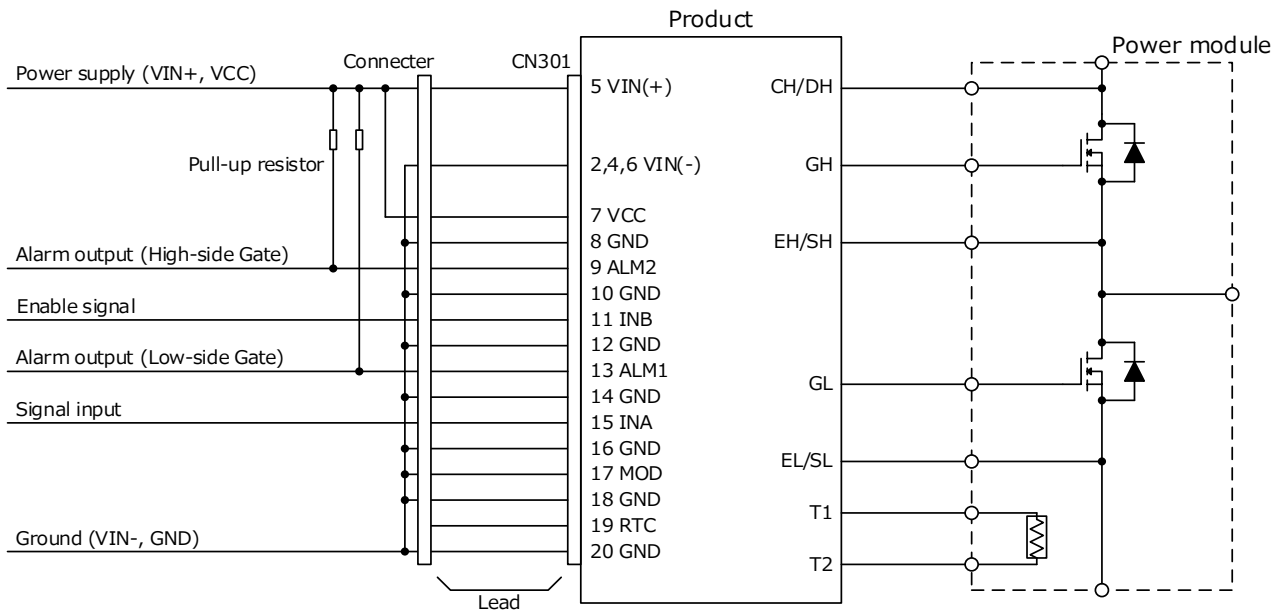 Product
Power module
Power supply (VIN+, VCC)
Connecter
CN301
5 VIN(+)
CH/DH
Pull-up resistor
2,4,6 VIN(-)
GH
7 VCC
8 GND
EH/SH
Alarm output (High-side Gate)
9 ALM2
10 GND
Enable signal
11 INB
12 GND
Alarm output (Low-side Gate)
13 ALM1
GL
14 GND
Signal input
15 INA
16 GND
EL/SL
17 MOD
18 GND
T1
19 RTC
Ground (VIN-, GND)
20 GND
T2
Lead